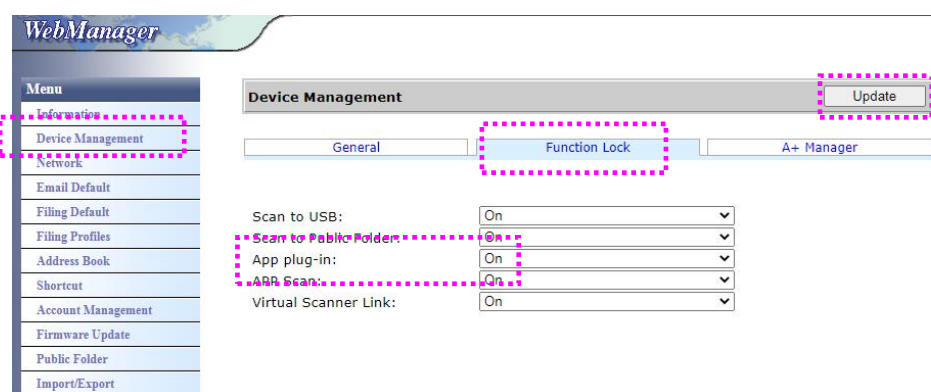 WebManager
Menu
Information
Device Management
Network
Email Default
Filing Default
Filing Profiles
Address Book
Shortcut
Account Management
Firmware Update
Public Folder
Import/Export
Device Management
Update
General
Function Lock
A+ Manager
Scan to USB: On
Scan to Public Folder: On
App plug-in: On
APP Scan: On
Virtual Scanner Link: On